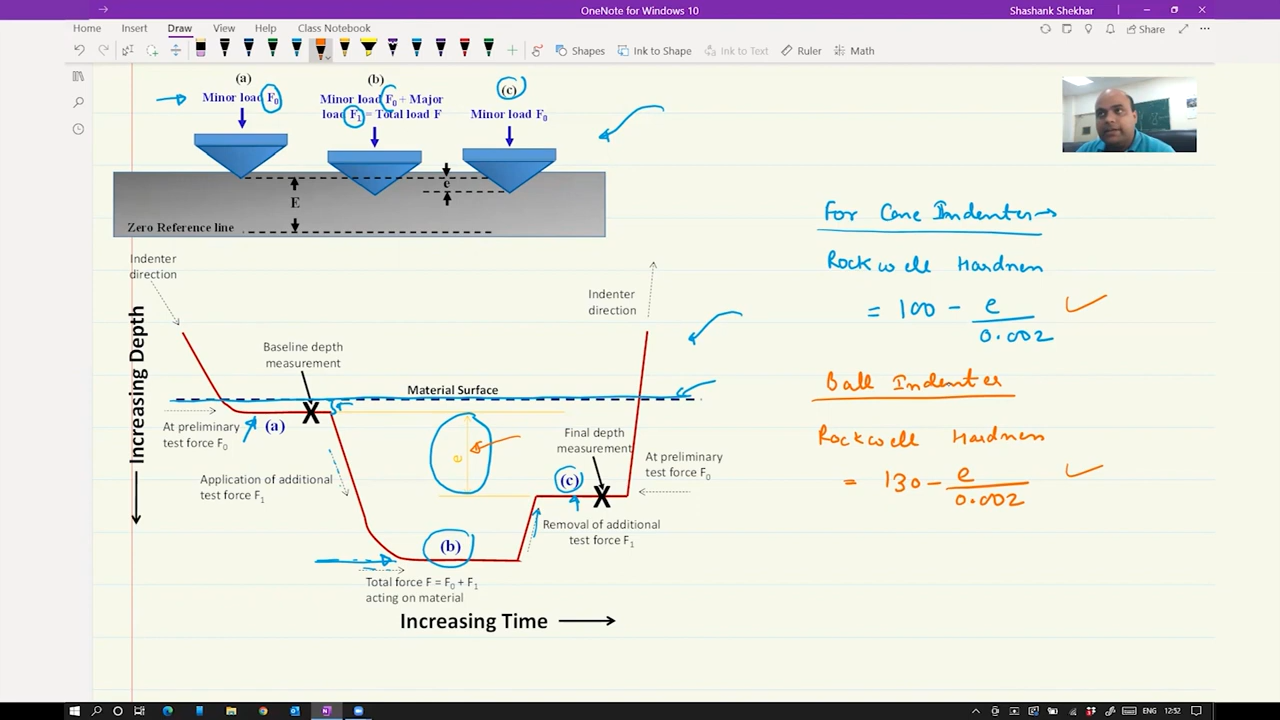 OneNote for Windows 10
Shashank Shekhar
Home Insert Draw View Help Class Notebook
Shapes Ink to Shape Ink to Text Ruler Math
Share
(a)
Minor load F₀
(b)
Minor load F₀ + Major
load F₁ = Total load F
(c)
Minor load F₀
E
e
Zero Reference line
Indenter
direction
Increasing Depth
Baseline depth
measurement
Material Surface
At preliminary
test force F₀
(a)
Application of additional
test force F₁
e
(b)
Total force F = F₀ + F₁
acting on material
Indenter
direction
Final depth
measurement
(c)
At preliminary
test force F₀
Removal of additional
test force F₁
Increasing Time
For Cone Indenter
Rockwell Hardness
= 100 - e
0.002
Ball Indenter
Rockwell Hardness
= 130 - e
0.002
ENG 12:52